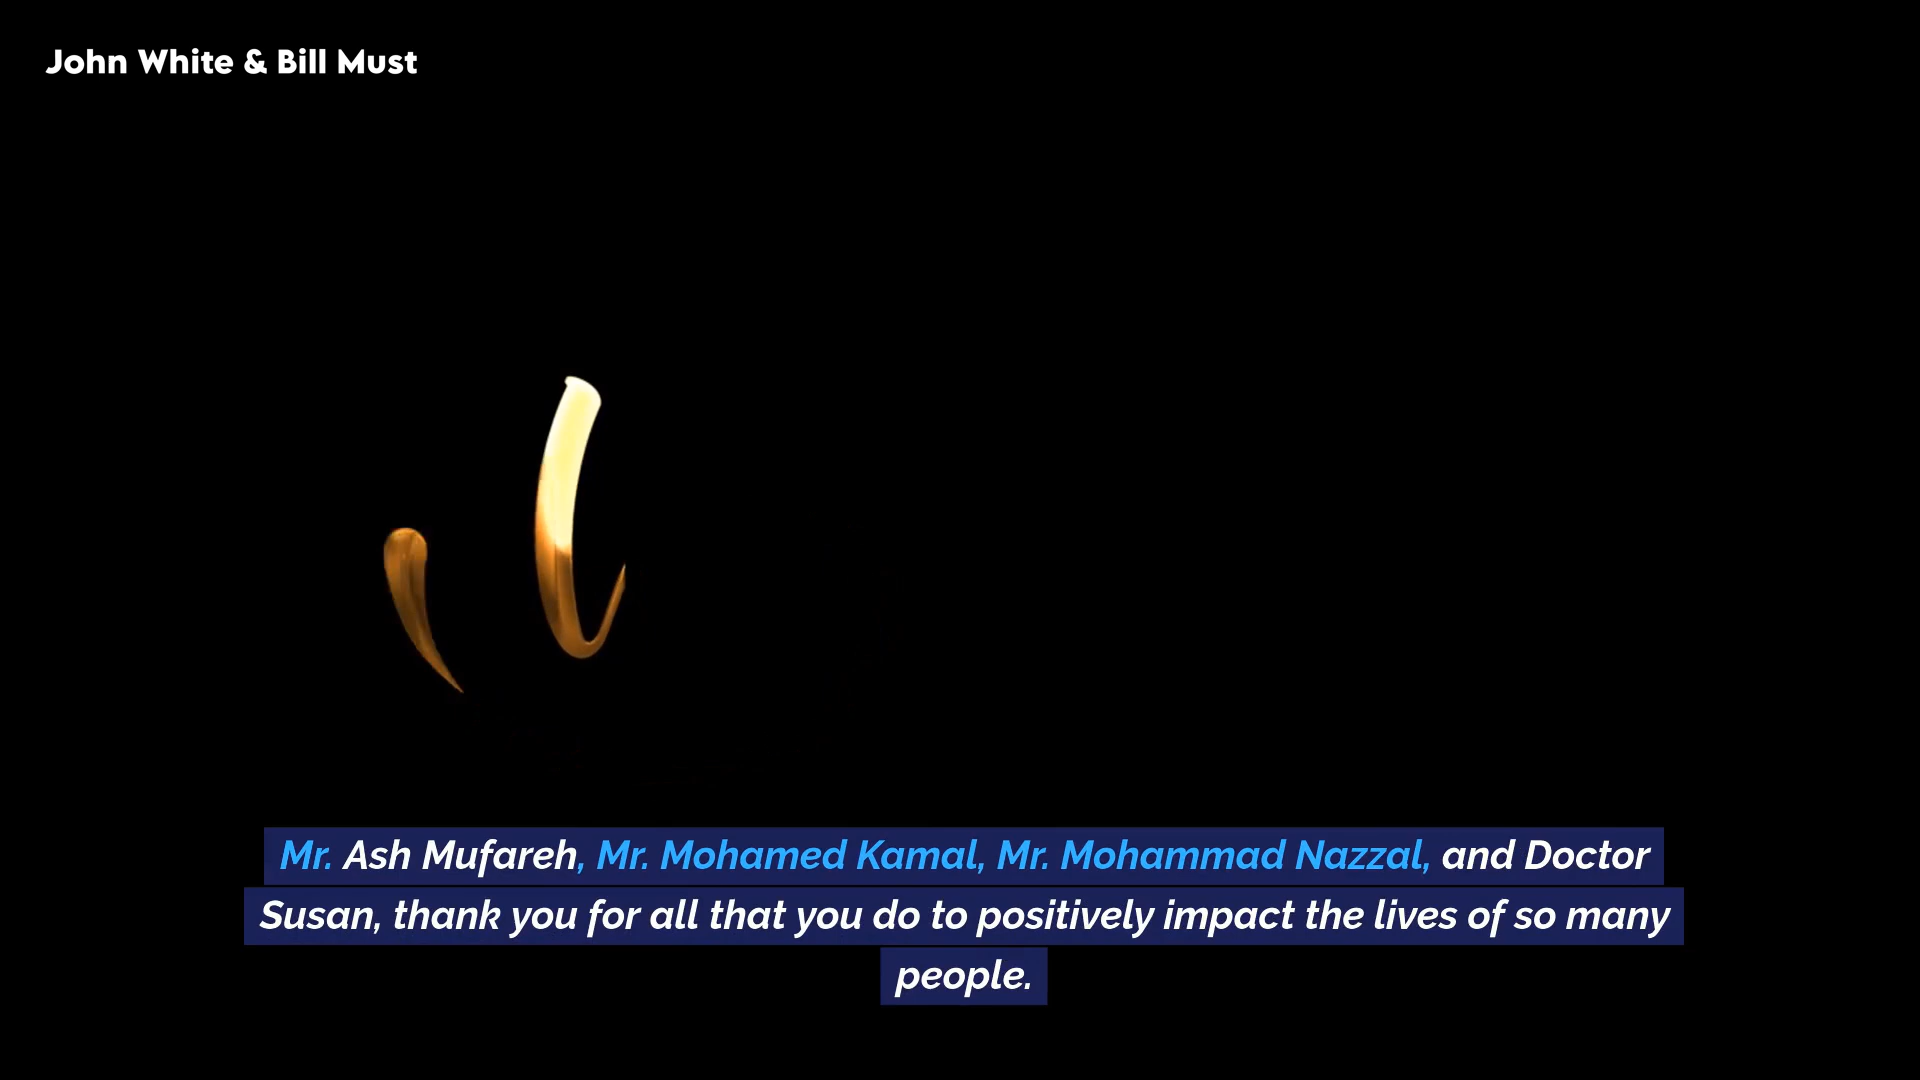 John White & Bill Must
Mr. Ash Mufareh, Mr. Mohamed Kamal, Mr. Mohammad Nazzal, and Doctor
Susan, thank you for all that you do to positively impact the lives of so many
people.